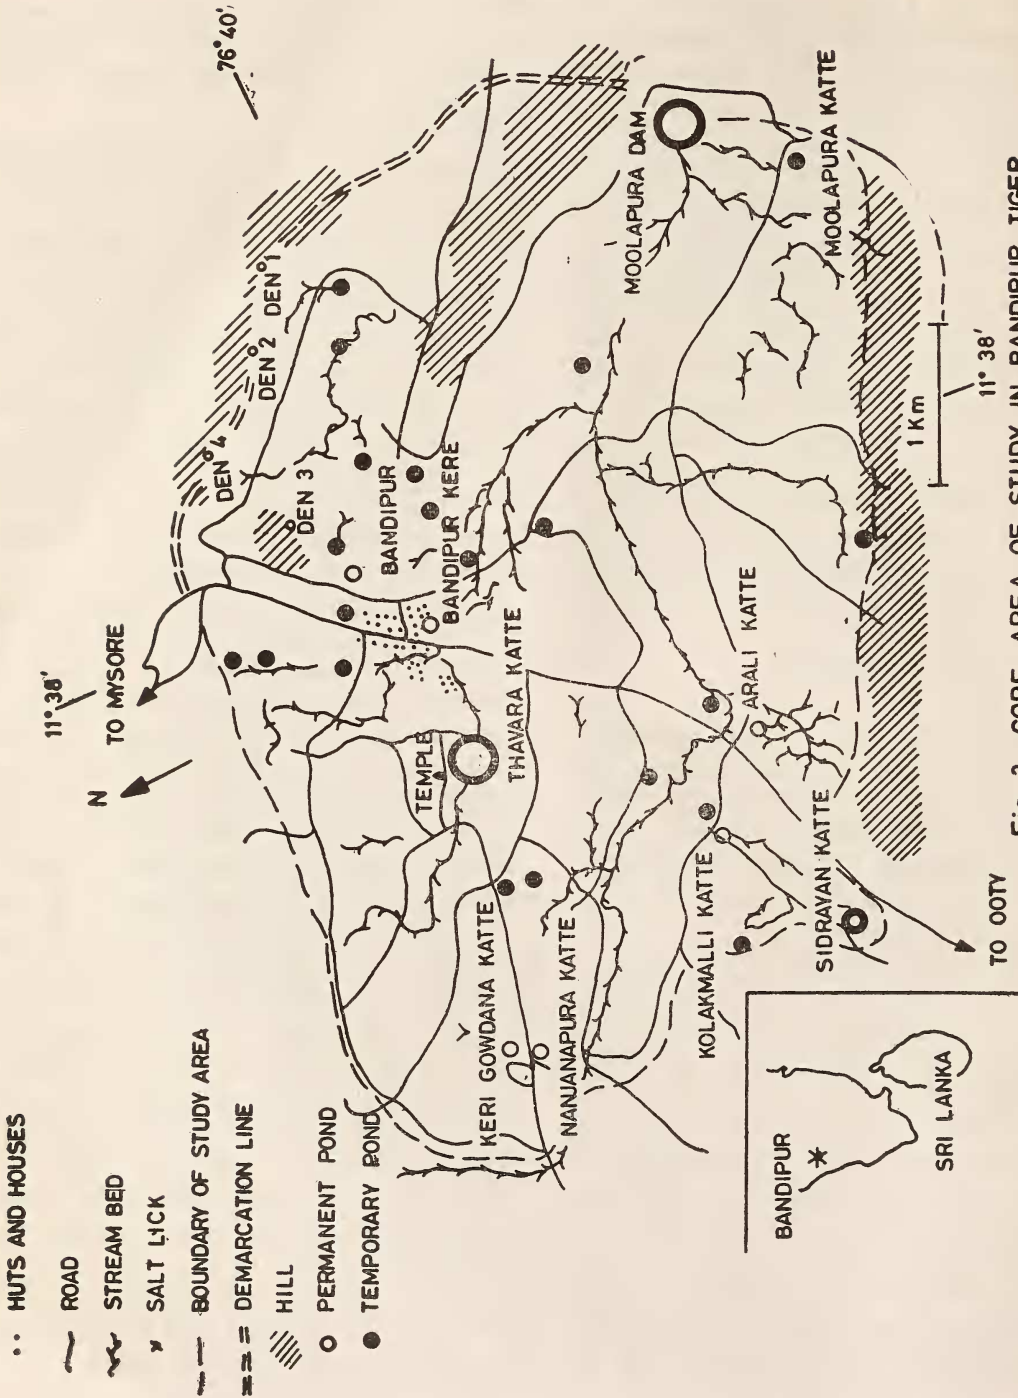 HUTS AND HOUSES
ROAD
STREAM BED
SALT LICK
BOUNDARY OF STUDY AREA
DEMARCATION LINE
HILL
PERMANENT POND
TEMPORARY POND
N
11° 38'
TO MYSORE
76° 40'
DEN 4
DEN 2
DEN 1
DEN 3
BANDIPUR
BANDIPUR KERE
TEMPLE
THAVARA KATTE
KERI GOWDANA KATTE
NANJANAPURA KATTE
MOOLAPURA DAM
MOOLAPURA KATTE
ARALI KATTE
KOLAKMALLI KATTE
SIDRAYAN KATTE
1 Km
11° 38'
TO OOTY
BANDIPUR
SRI LANKA
CORE AREA OF STUDY IN BANDIPUR TIGER